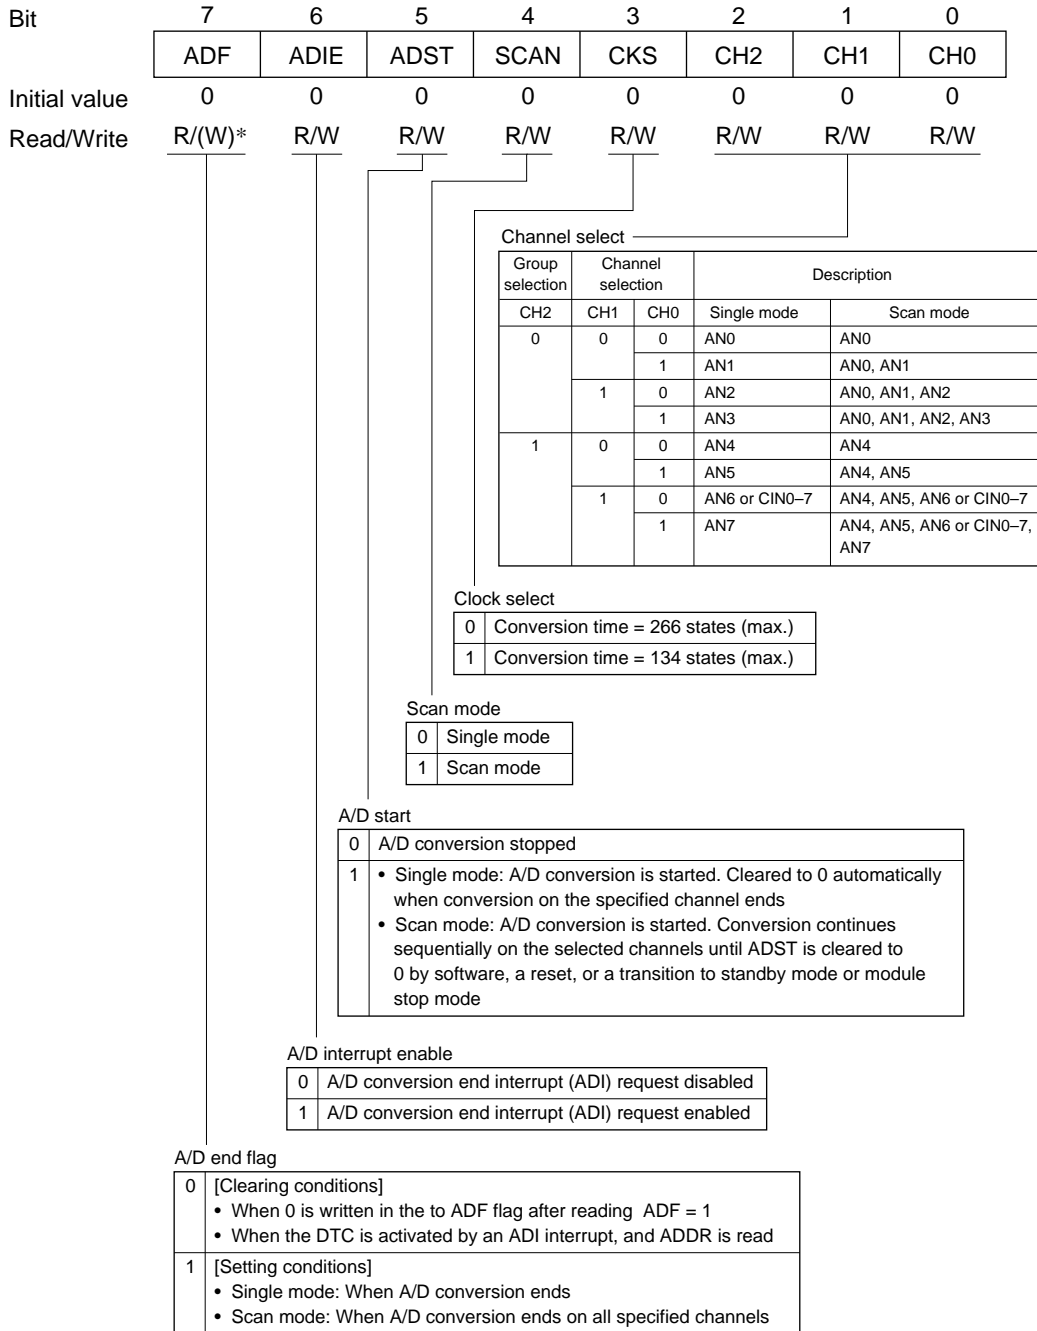 Bit 7 6 5 4 3 2 1 0
ADF ADIE ADST SCAN CKS CH2 CH1 CH0
Initial value 0 0 0 0 0 0 0 0
Read/Write R/(W)* R/W R/W R/W R/W R/W R/W R/W
Channel select
Group selection Channel selection Description
CH2 CH1 CH0 Single mode Scan mode
0 0 0 AN0 AN0
1 AN1 AN0, AN1
1 0 AN2 AN0, AN1, AN2
1 AN3 AN0, AN1, AN2, AN3
1 0 0 AN4 AN4
1 AN5 AN4, AN5
1 0 AN6 or CIN0–7 AN4, AN5, AN6 or CIN0–7
1 AN7 AN4, AN5, AN6 or CIN0–7,
AN7
Clock select
0 Conversion time = 266 states (max.)
1 Conversion time = 134 states (max.)
Scan mode
0 Single mode
1 Scan mode
A/D start
0 A/D conversion stopped
1 • Single mode: A/D conversion is started. Cleared to 0 automatically
when conversion on the specified channel ends
• Scan mode: A/D conversion is started. Conversion continues
sequentially on the selected channels until ADST is cleared to
0 by software, a reset, or a transition to standby mode or module
stop mode
A/D interrupt enable
0 A/D conversion end interrupt (ADI) request disabled
1 A/D conversion end interrupt (ADI) request enabled
A/D end flag
0 [Clearing conditions]
• When 0 is written in the to ADF flag after reading ADF = 1
• When the DTC is activated by an ADI interrupt, and ADDR is read
1 [Setting conditions]
• Single mode: When A/D conversion ends
• Scan mode: When A/D conversion ends on all specified channels